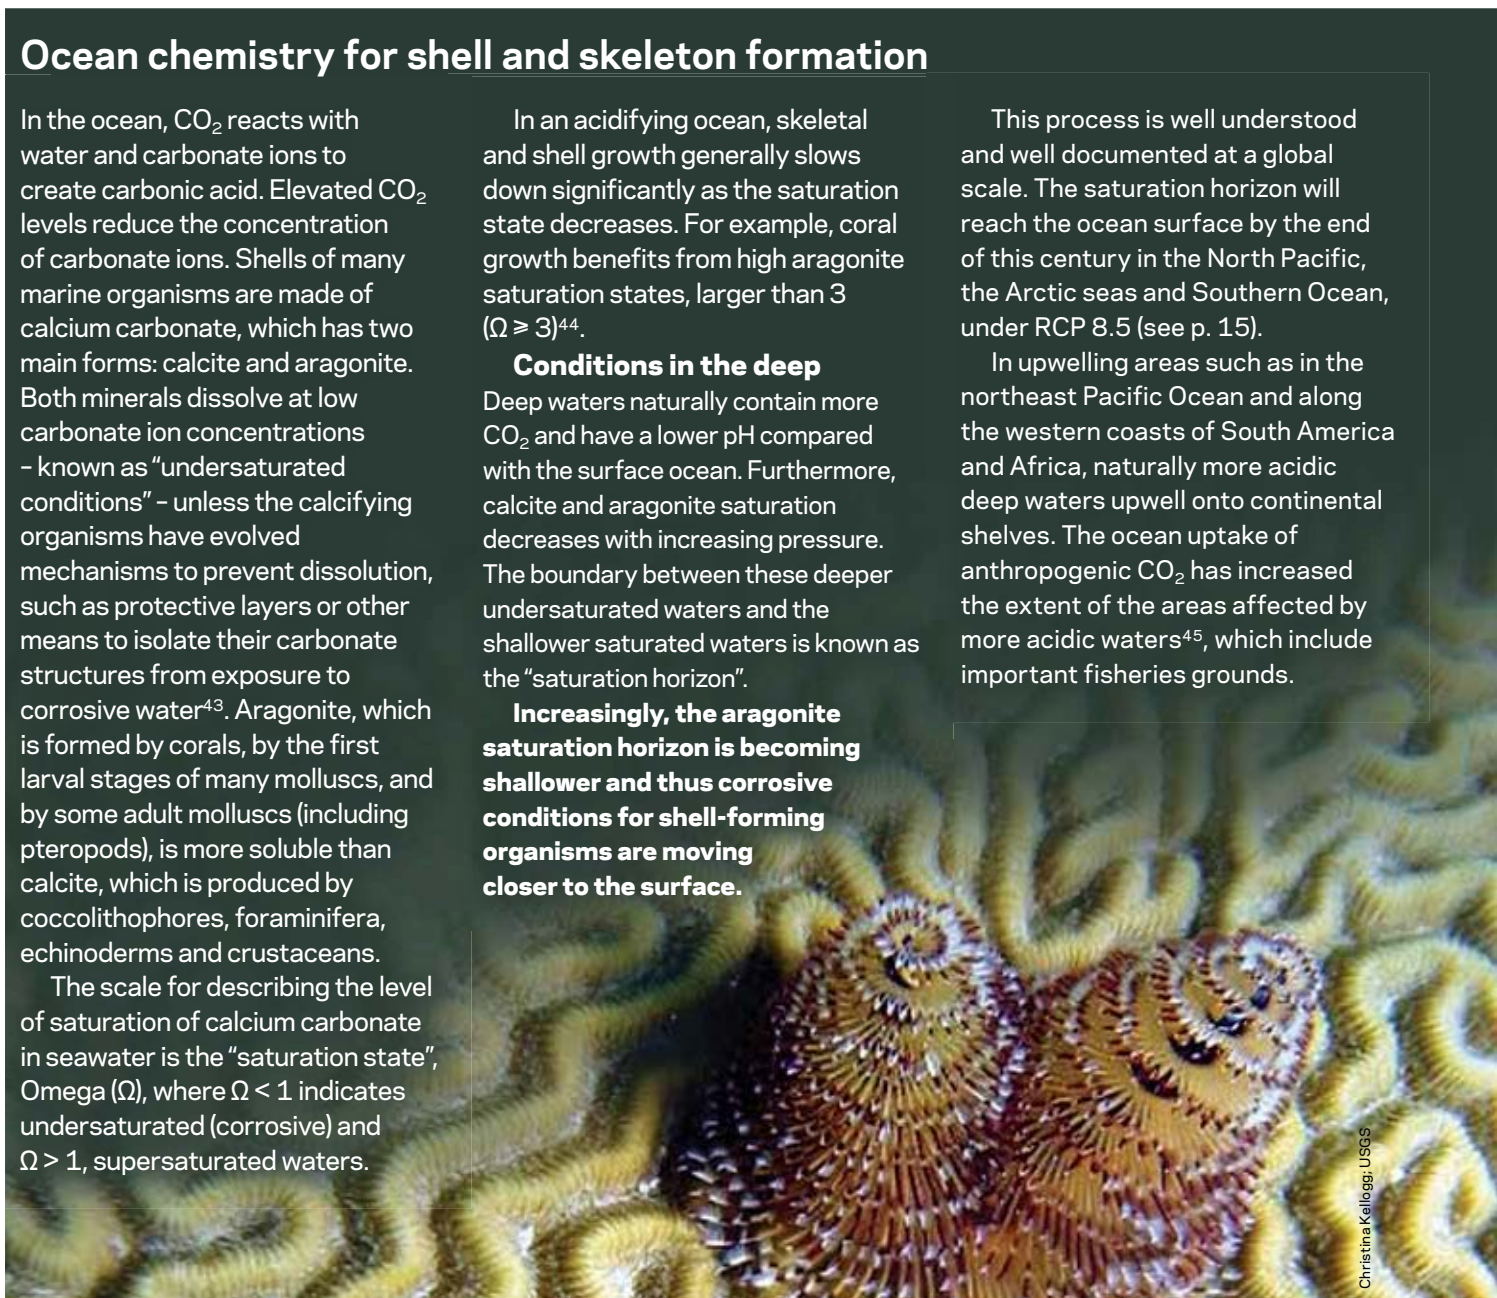 Ocean chemistry for shell and skeleton formation
In the ocean, CO₂ reacts with
water and carbonate ions to
create carbonic acid. Elevated CO₂
levels reduce the concentration
of carbonate ions. Shells of many
marine organisms are made of
calcium carbonate, which has two
main forms: calcite and aragonite.
Both minerals dissolve at low
carbonate ion concentrations
– known as “undersaturated
conditions” – unless the calcifying
organisms have evolved
mechanisms to prevent dissolution,
such as protective layers or other
means to isolate their carbonate
structures from exposure to
corrosive water⁴³. Aragonite, which
is formed by corals, by the first
larval stages of many molluscs, and
by some adult molluscs (including
pteropods), is more soluble than
calcite, which is produced by
coccolithophores, foraminifera,
echinoderms and crustaceans.
The scale for describing the level
of saturation of calcium carbonate
in seawater is the “saturation state”,
Omega (Ω), where Ω < 1 indicates
undersaturated (corrosive) and
Ω > 1, supersaturated waters.
In an acidifying ocean, skeletal
and shell growth generally slows
down significantly as the saturation
state decreases. For example, coral
growth benefits from high aragonite
saturation states, larger than 3
(Ω ≥ 3)⁴⁴.
Conditions in the deep
Deep waters naturally contain more
CO₂ and have a lower pH compared
with the surface ocean. Furthermore,
calcite and aragonite saturation
decreases with increasing pressure.
The boundary between these deeper
undersaturated waters and the
shallower saturated waters is known as
the “saturation horizon”.
Increasingly, the aragonite
saturation horizon is becoming
shallower and thus corrosive
conditions for shell-forming
organisms are moving
closer to the surface.
This process is well understood
and well documented at a global
scale. The saturation horizon will
reach the ocean surface by the end
of this century in the North Pacific,
the Arctic seas and Southern Ocean,
under RCP 8.5 (see p. 15).
In upwelling areas such as in the
northeast Pacific Ocean and along
the western coasts of South America
and Africa, naturally more acidic
deep waters upwell onto continental
shelves. The ocean uptake of
anthropogenic CO₂ has increased
the extent of the areas affected by
more acidic waters⁴⁵, which include
important fisheries grounds.
Christina Kellogg; USGS